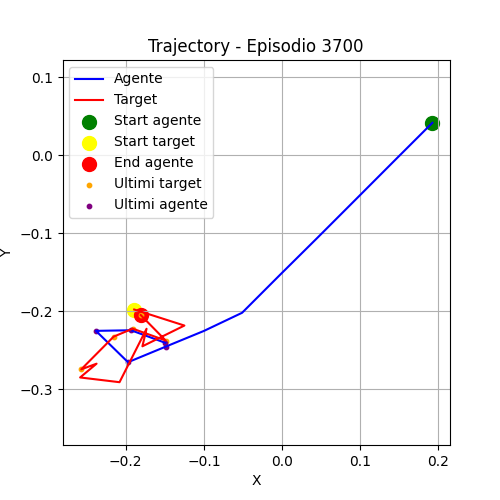 Trajectory - Episodio 3700
Agente
Target
Start agente
Start target
End agente
Ultimi target
Ultimi agente
0.1
0.0
−0.1
−0.2
−0.3
Y
−0.2
−0.1
0.0
0.1
0.2
X